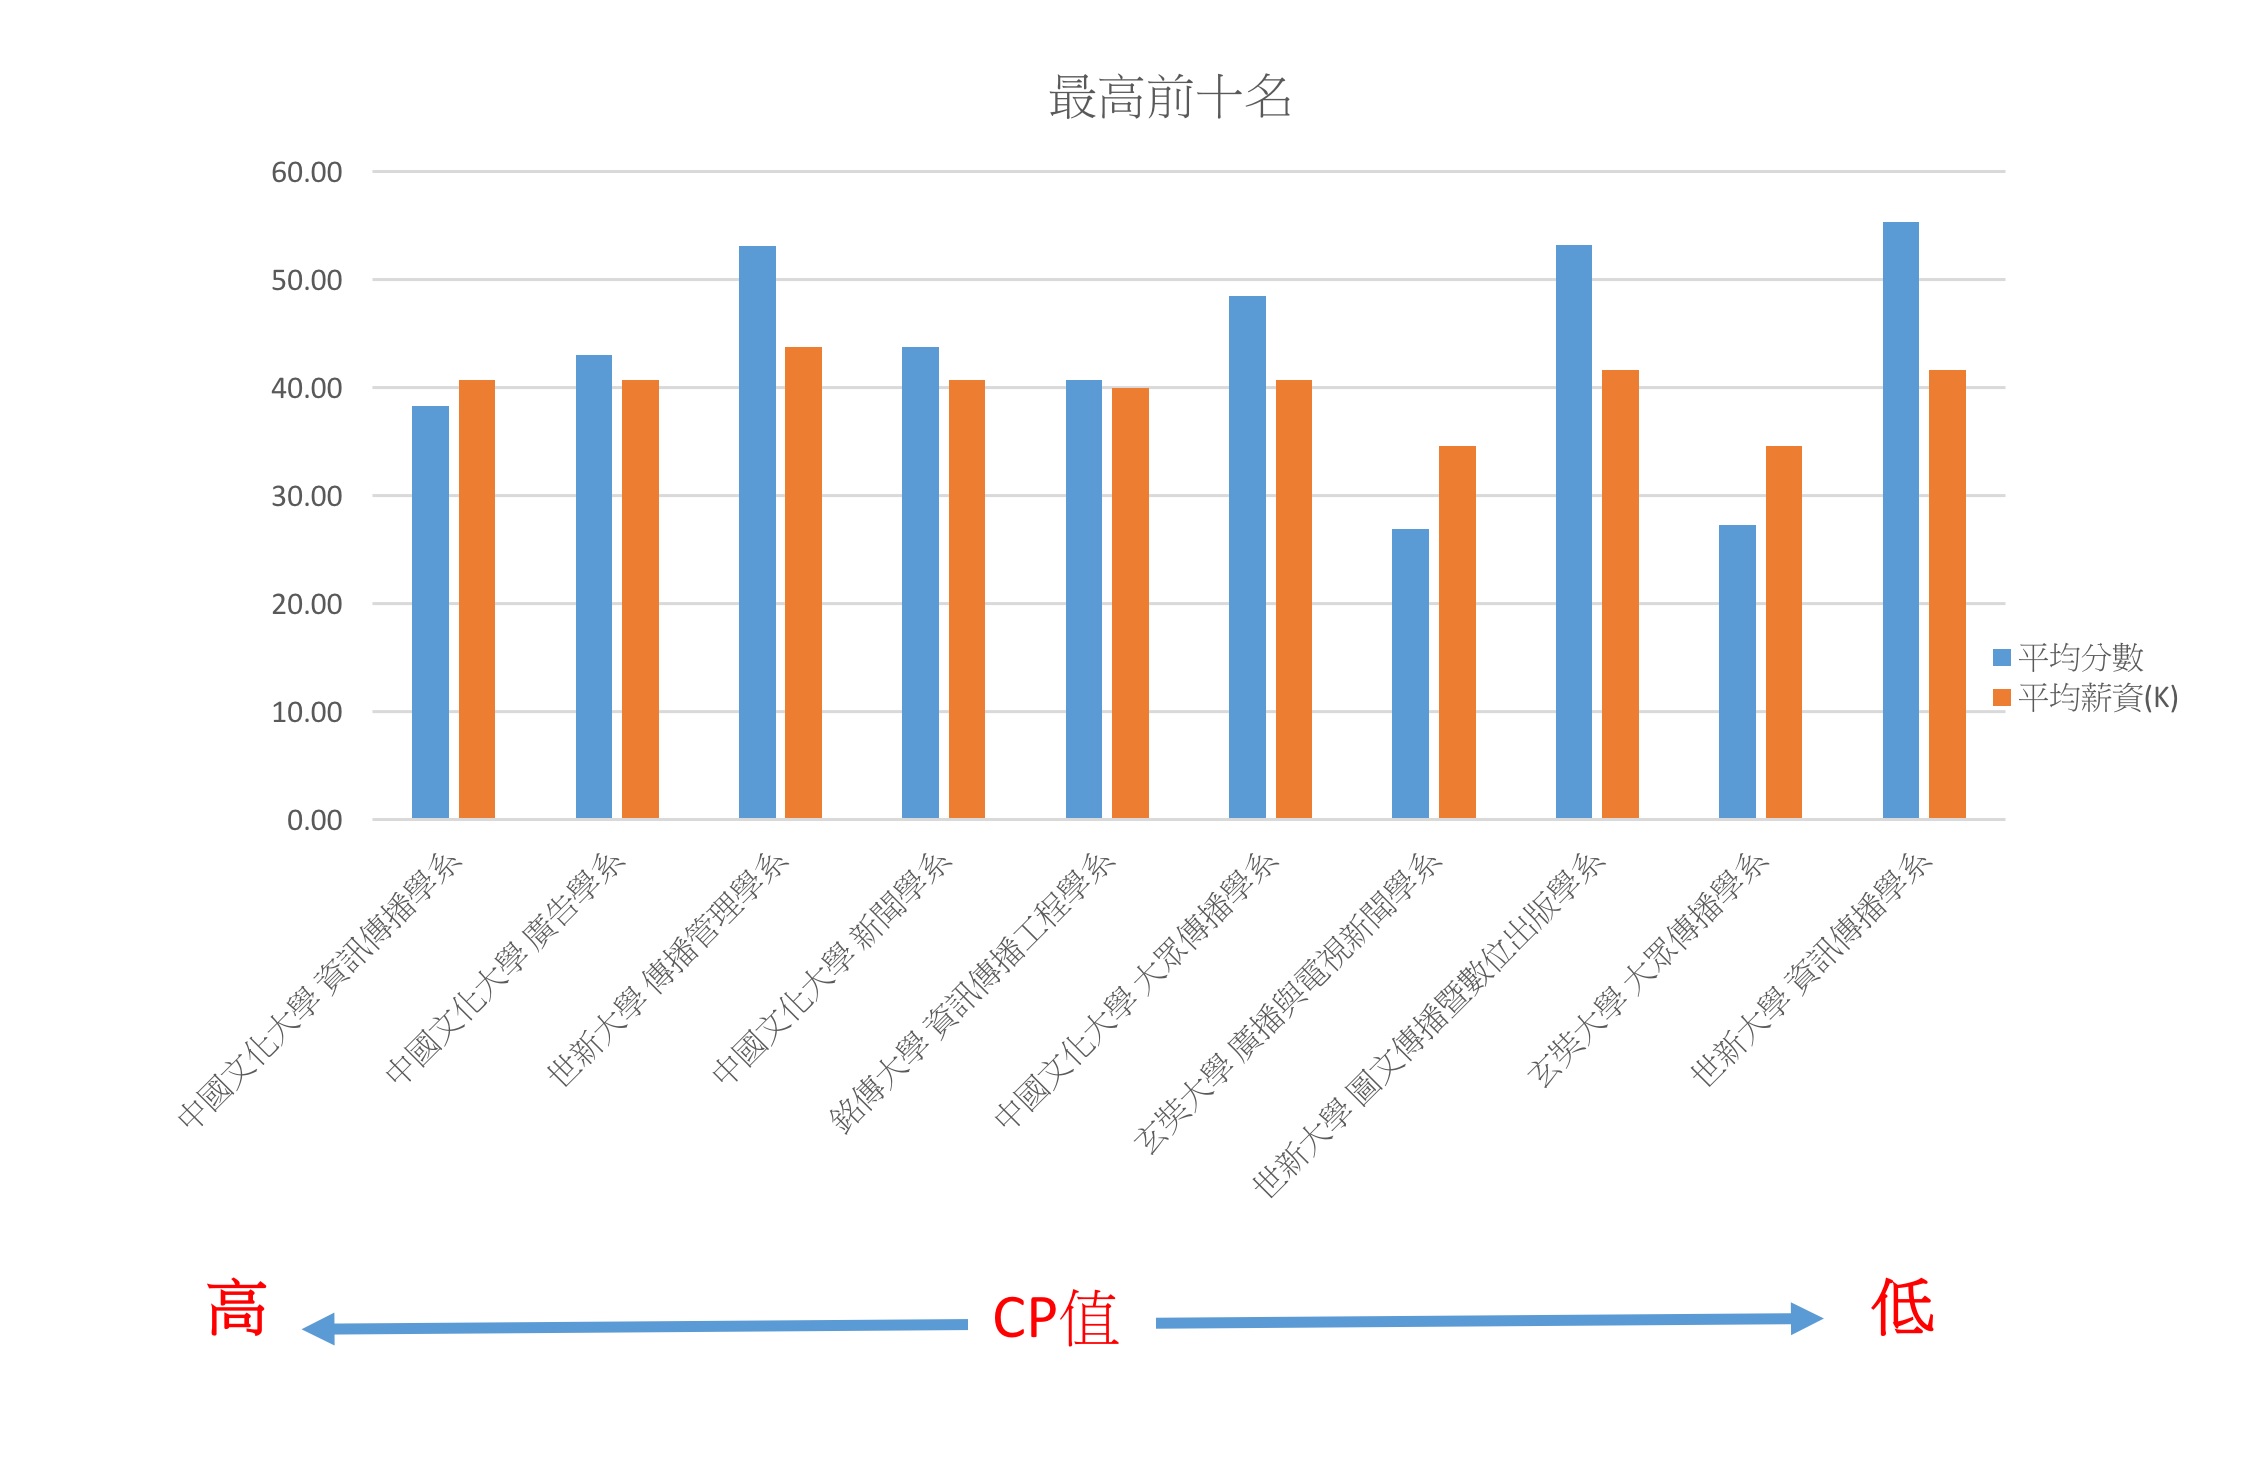 最高前十名
60.00
50.00
40.00
30.00
20.00
10.00
0.00
平均分數
平均薪資(K)
中國文化大學 資訊傳播學系
中國文化大學 廣告學系
世新大學 傳播管理學系
中國文化大學 新聞學系
銘傳大學 資訊傳播工程學系
中國文化大學 大眾傳播學系
玄奘大學 廣播與電視新聞學系
世新大學 圖文傳播暨數位出版學系
玄奘大學 大眾傳播學系
世新大學 資訊傳播學系
高
CP值
低